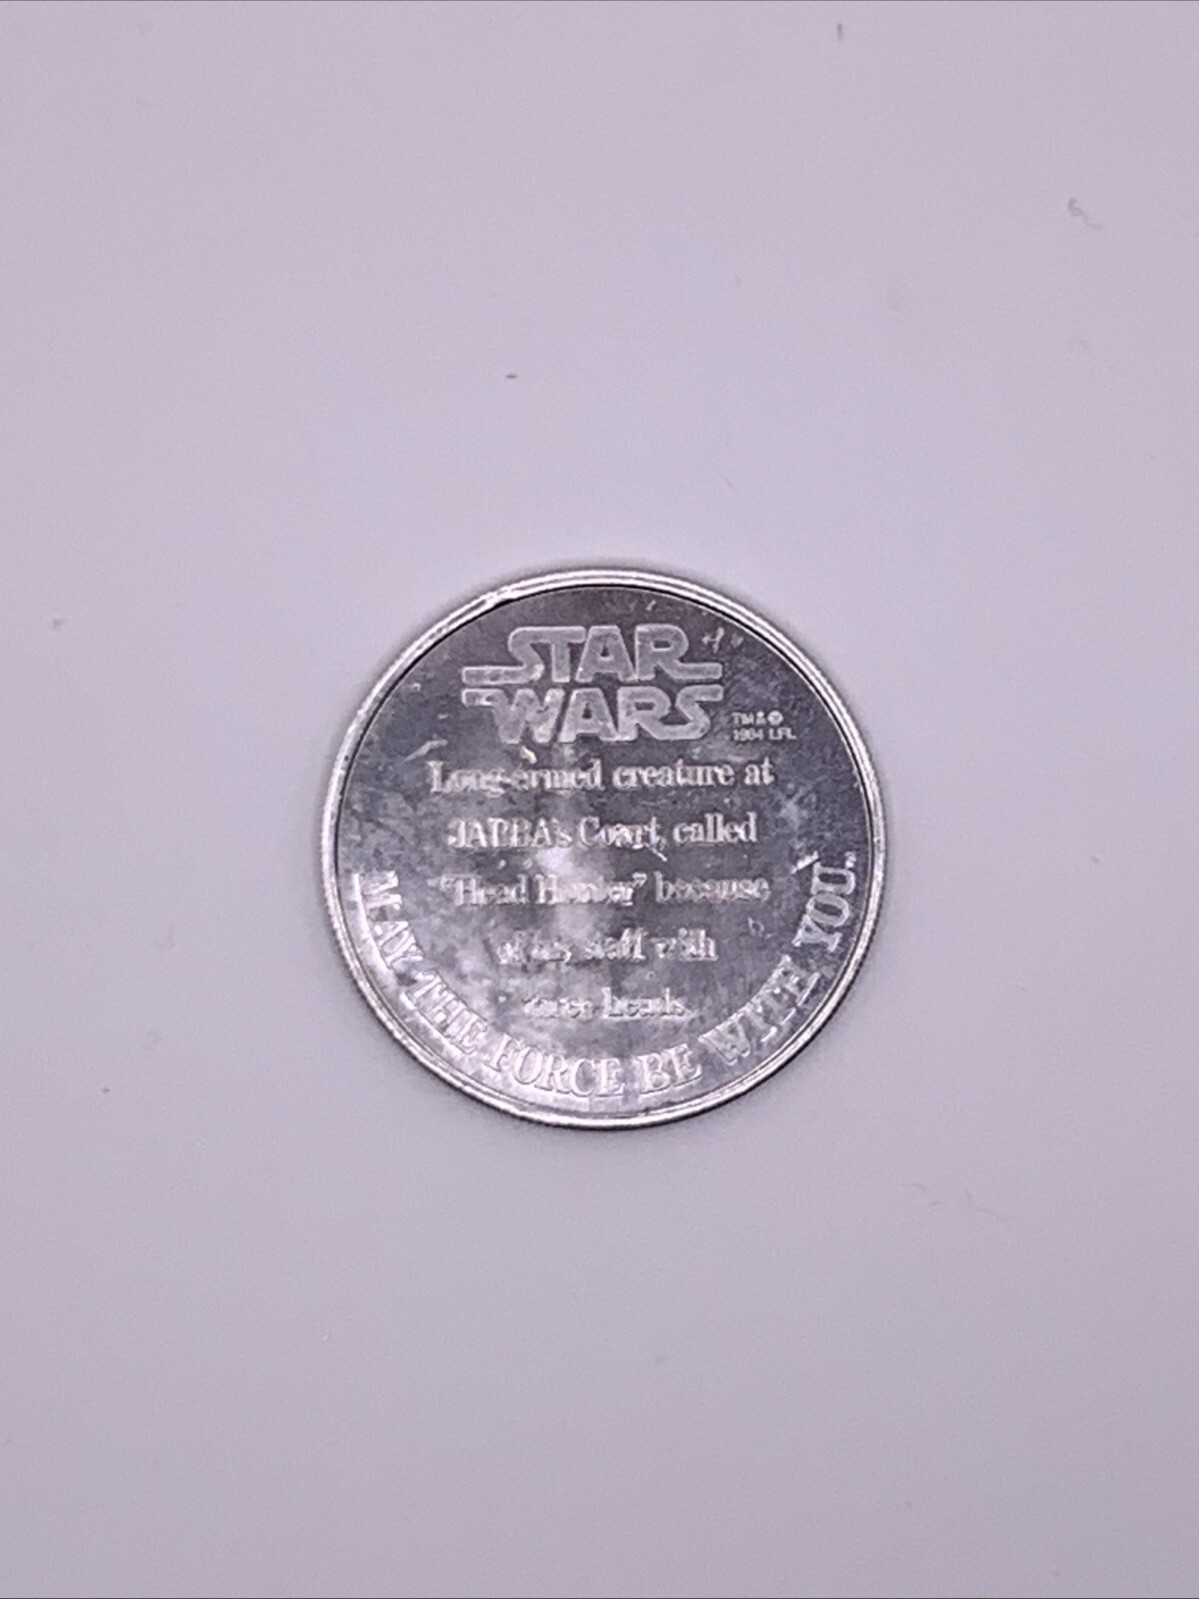 STAR
WARS
TM & ©
1984 LFL
Long-armed creature at
JABBA's Court, called
"Head Hunter" because
of his staff with
three heads.
MAY THE FORCE BE WITH YOU.